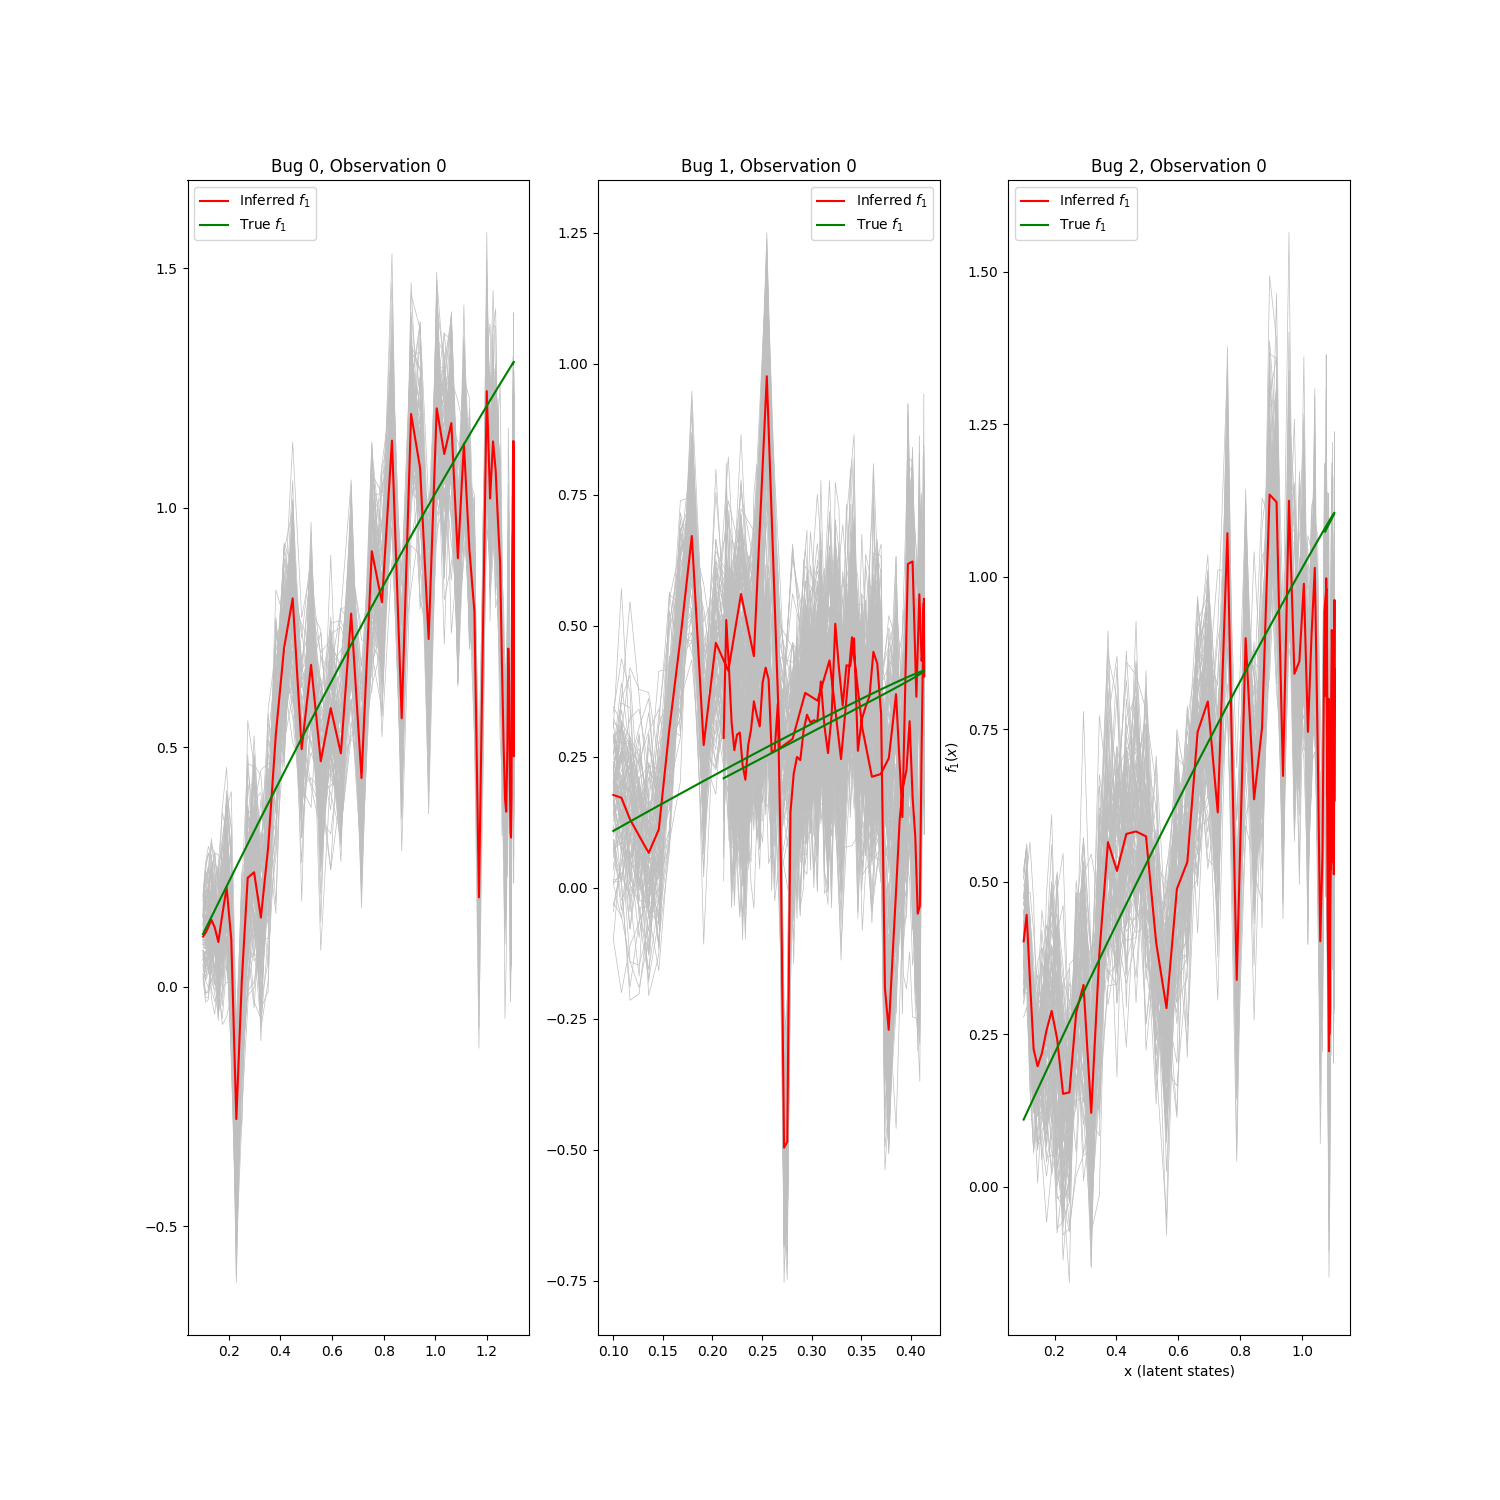 Bug 0, Observation 0
Inferred f₁
True f₁
1.5
1.0
0.5
0.0
−0.5
0.2 0.4 0.6 0.8 1.0 1.2
Bug 1, Observation 0
Inferred f₁
True f₁
1.25
1.00
0.75
0.50
0.25
0.00
−0.25
−0.50
−0.75
0.10 0.15 0.20 0.25 0.30 0.35 0.40
Bug 2, Observation 0
Inferred f₁
True f₁
f₁(x)
1.50
1.25
1.00
0.75
0.50
0.25
0.00
0.2 0.4 0.6 0.8 1.0
x (latent states)